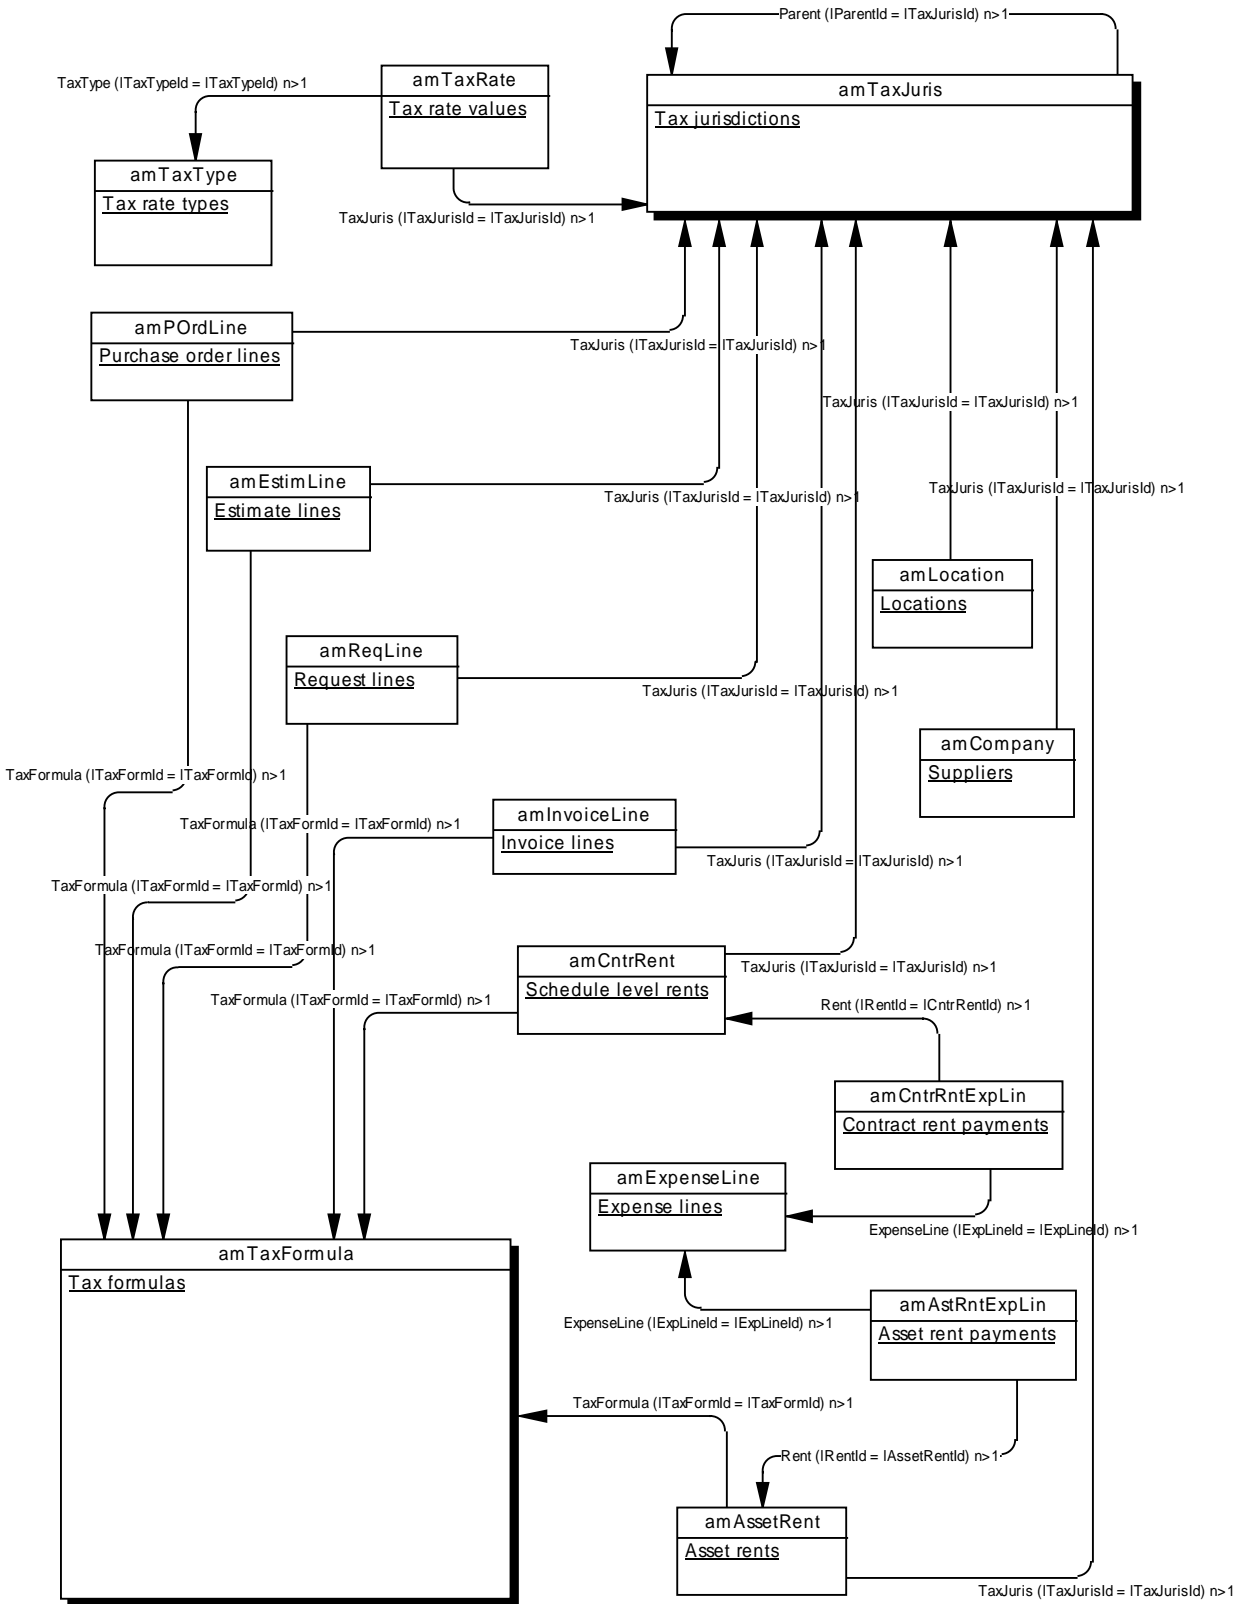 Parent (lParentId = lTaxJurisId) n>1
TaxType (lTaxTypeId = lTaxTypeId) n>1
amTaxRate
Tax rate values
amTaxJuris
Tax jurisdictions
amTaxType
Tax rate types
TaxJuris (lTaxJurisId = lTaxJurisId) n>1
amPOrdLine
Purchase order lines
TaxJuris (lTaxJurisId = lTaxJurisId) n>1
TaxJuris (lTaxJurisId = lTaxJurisId) n>1
amEstimLine
Estimate lines
TaxJuris (lTaxJurisId = lTaxJurisId) n>1
TaxJuris (lTaxJurisId = lTaxJurisId) n>1
amLocation
Locations
amReqLine
Request lines
TaxJuris (lTaxJurisId = lTaxJurisId) n>1
amCompany
Suppliers
TaxFormula (lTaxFormId = lTaxFormId) n>1
amInvoiceLine
Invoice lines
TaxFormula (lTaxFormId = lTaxFormId) n>1
TaxJuris (lTaxJurisId = lTaxJurisId) n>1
TaxFormula (lTaxFormId = lTaxFormId) n>1
TaxFormula (lTaxFormId = lTaxFormId) n>1
amCntrRent
Schedule level rents
TaxJuris (lTaxJurisId = lTaxJurisId) n>1
TaxFormula (lTaxFormId = lTaxFormId) n>1
Rent (lRentId = lCntrRentId) n>1
amCntrRntExpLin
Contract rent payments
amExpenseLine
Expense lines
ExpenseLine (lExpLineId = lExpLineId) n>1
amTaxFormula
Tax formulas
amAstRntExpLin
Asset rent payments
ExpenseLine (lExpLineId = lExpLineId) n>1
TaxFormula (lTaxFormId = lTaxFormId) n>1
Rent (lRentId = lAssetRentId) n>1
amAssetRent
Asset rents
TaxJuris (lTaxJurisId = lTaxJurisId) n>1